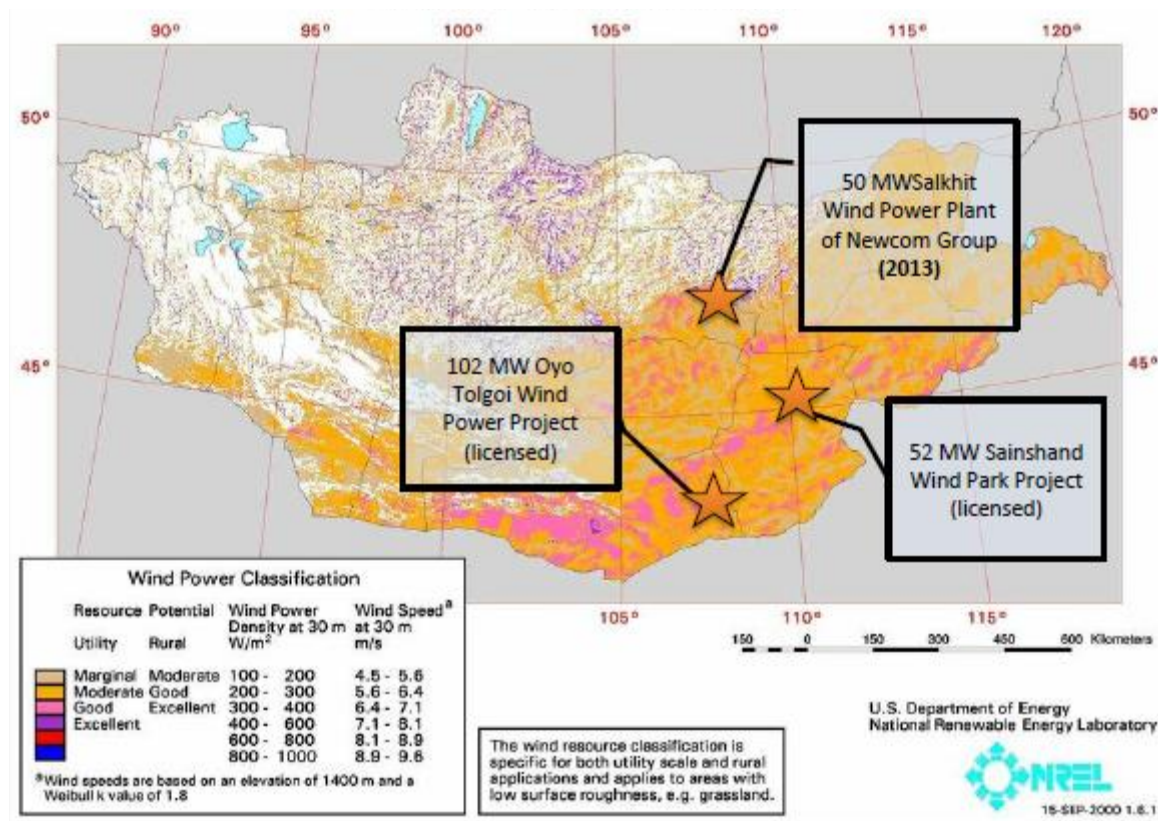 90° 95° 100° 105° 110° 115° 120°
50° 50°
50 MWSalkhit
Wind Power Plant
of Newcom Group
(2013)
45° 45°
102 MW Oyo
Tolgoi Wind
Power Project
(licensed)
52 MW Sainshand
Wind Park Project
(licensed)
105° 110° 115°
Wind Power Classification
Resource Potential Wind Power Wind Speedª
Density at 30 m at 30 m
Utility Rural W/m² m/s
Marginal Moderate 100 - 200 4.5 - 5.6
Moderate Good 200 - 300 5.6 - 6.4
Good Excellent 300 - 400 6.4 - 7.1
Excellent 400 - 600 7.1 - 8.1
600 - 800 8.1 - 8.9
800 - 1000 8.9 - 9.6
ªWind speeds are based on an elevation of 1400 m and a
Weibull k value of 1.8
150 0 150 300 450 600 Kilometers
The wind resource classification is
specific for both utility scale and rural
applications and applies to areas with
low surface roughness, e.g. grassland.
U.S. Department of Energy
National Renewable Energy Laboratory
NREL
15-SEP-2000 1.6.1